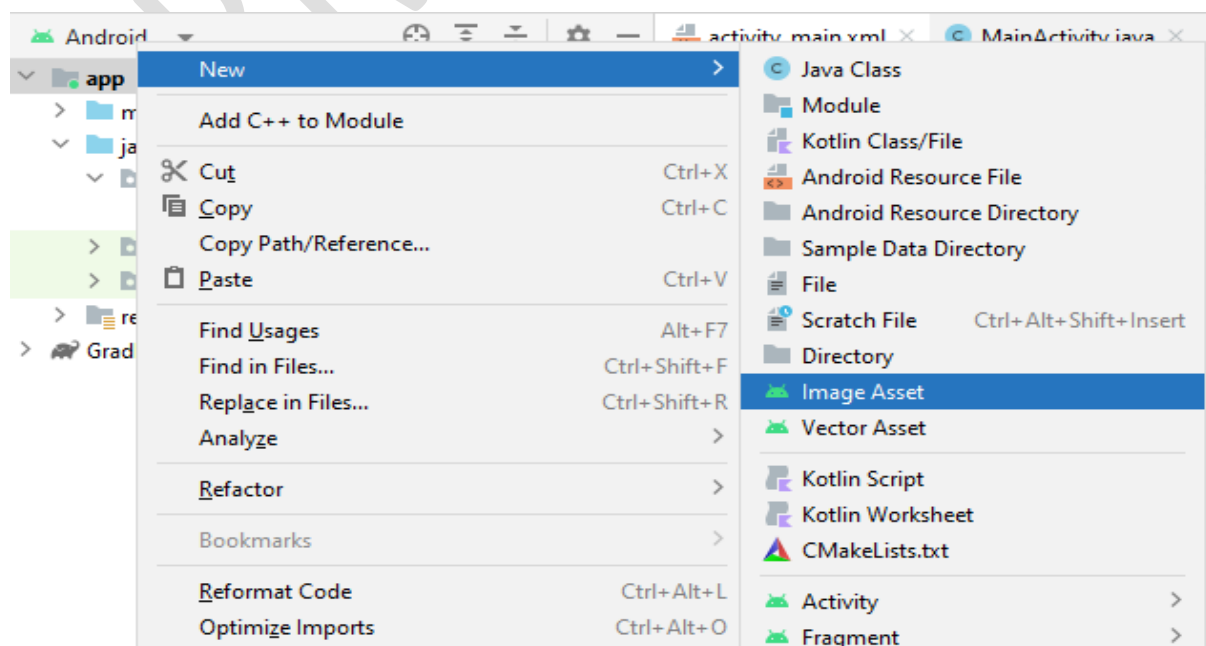 Android
activity_main.xml
MainActivity.java
app
m
ja
re
Grad
New
Add C++ to Module
Cut Ctrl+X
Copy Ctrl+C
Copy Path/Reference...
Paste Ctrl+V
Find Usages Alt+F7
Find in Files... Ctrl+Shift+F
Replace in Files... Ctrl+Shift+R
Analyze
Refactor
Bookmarks
Reformat Code Ctrl+Alt+L
Optimize Imports Ctrl+Alt+O
Java Class
Module
Kotlin Class/File
Android Resource File
Android Resource Directory
Sample Data Directory
File
Scratch File Ctrl+Alt+Shift+Insert
Directory
Image Asset
Vector Asset
Kotlin Script
Kotlin Worksheet
CMakeLists.txt
Activity
Fragment